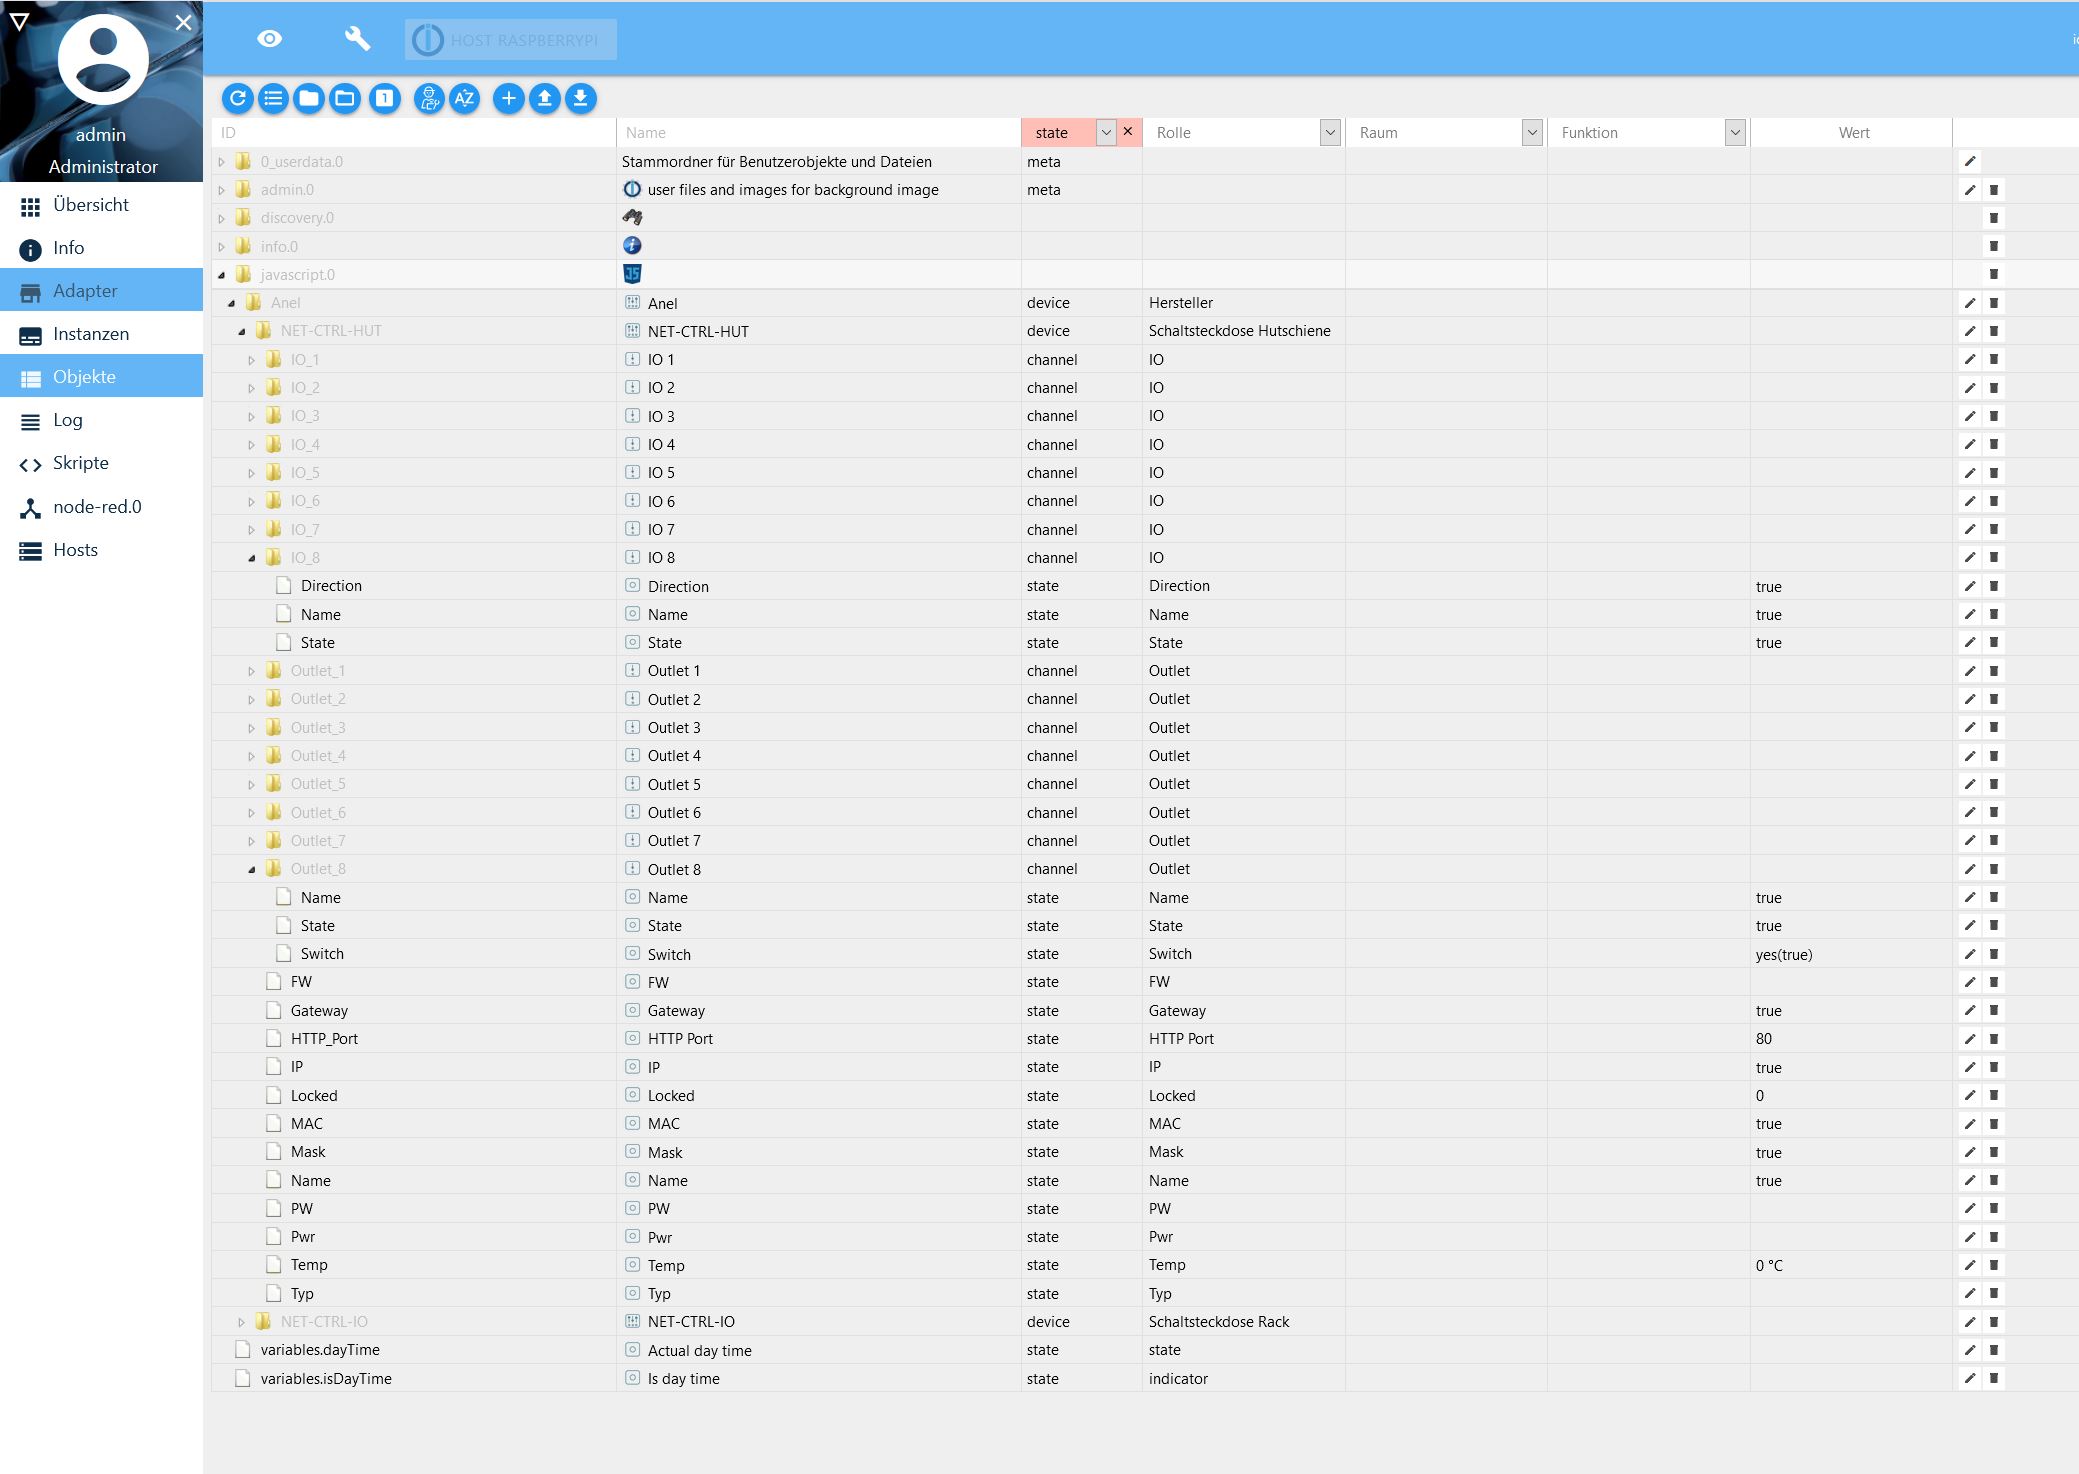 admin
Administrator
Übersicht
Info
Adapter
Instanzen
Objekte
Log
Skripte
node-red.0
Hosts
HOST RASPBERRYPI
ID Name state Rolle Raum Funktion Wert
0_userdata.0 Stammordner für Benutzerobjekte und Dateien meta
admin.0 user files and images for background image meta
discovery.0
info.0
javascript.0
Anel Anel device Hersteller
NET-CTRL-HUT NET-CTRL-HUT device Schaltsteckdose Hutschiene
IO_1 IO 1 channel IO
IO_2 IO 2 channel IO
IO_3 IO 3 channel IO
IO_4 IO 4 channel IO
IO_5 IO 5 channel IO
IO_6 IO 6 channel IO
IO_7 IO 7 channel IO
IO_8 IO 8 channel IO
Direction Direction state Direction true
Name Name state Name true
State State state State true
Outlet_1 Outlet 1 channel Outlet
Outlet_2 Outlet 2 channel Outlet
Outlet_3 Outlet 3 channel Outlet
Outlet_4 Outlet 4 channel Outlet
Outlet_5 Outlet 5 channel Outlet
Outlet_6 Outlet 6 channel Outlet
Outlet_7 Outlet 7 channel Outlet
Outlet_8 Outlet 8 channel Outlet
Name Name state Name true
State State state State true
Switch Switch state Switch yes(true)
FW FW state FW
Gateway Gateway state Gateway true
HTTP_Port HTTP Port state HTTP Port 80
IP IP state IP true
Locked Locked state Locked 0
MAC MAC state MAC true
Mask Mask state Mask true
Name Name state Name true
PW PW state PW
Pwr Pwr state Pwr
Temp Temp state Temp 0 °C
Typ Typ state Typ
NET-CTRL-IO NET-CTRL-IO device Schaltsteckdose Rack
variables.dayTime Actual day time state state
variables.isDayTime Is day time state indicator